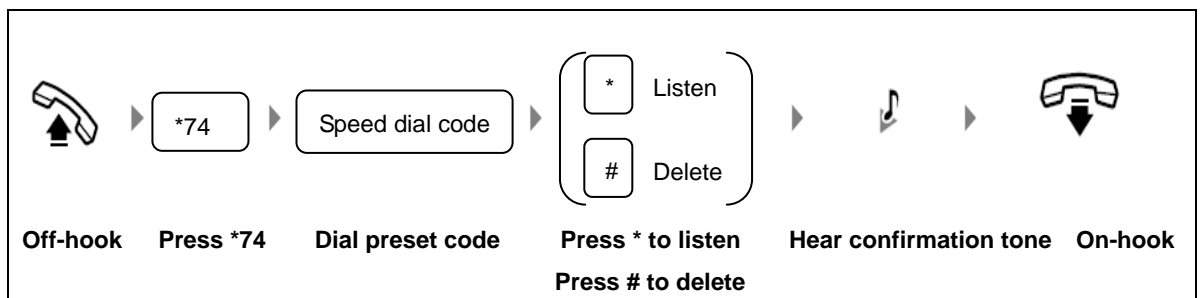 * Listen
*74 Speed dial code
# Delete
Off-hook Press *74 Dial preset code Press * to listen Hear confirmation tone On-hook
Press # to delete